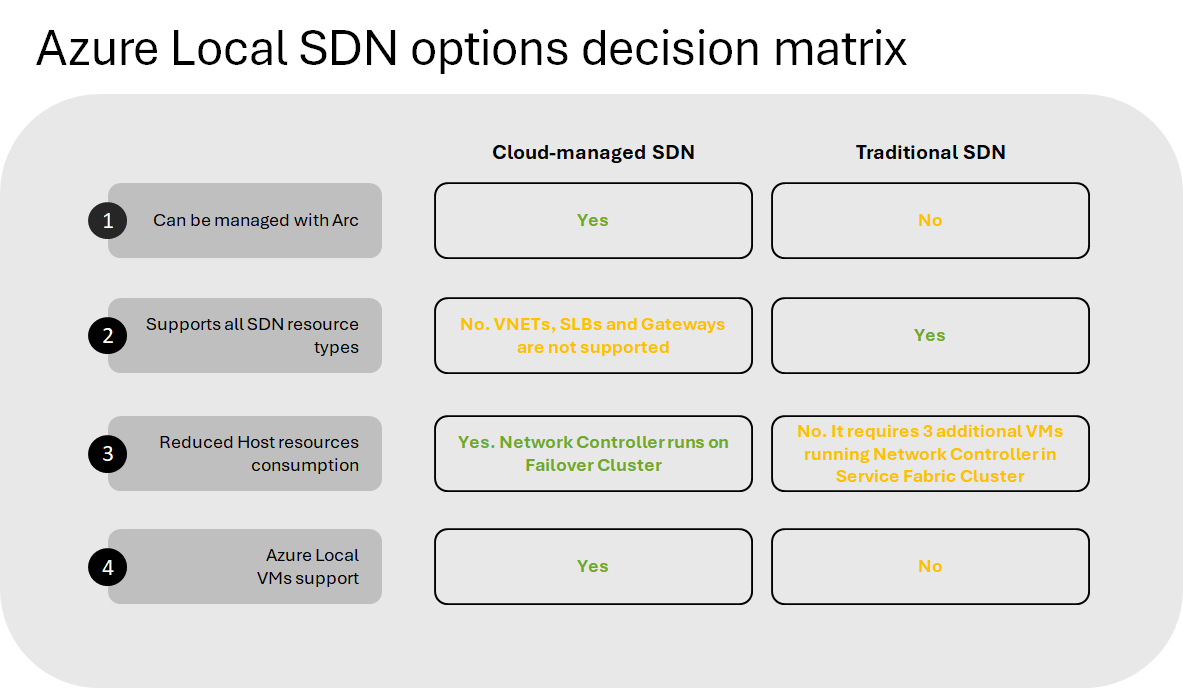 Azure Local SDN options decision matrix
Cloud-managed SDN
Traditional SDN
1
Can be managed with Arc
Yes
No
2
Supports all SDN resource
types
No. VNETs, SLBs and Gateways
are not supported
Yes
3
Reduced Host resources
consumption
Yes. Network Controller runs on
Failover Cluster
No. It requires 3 additional VMs
running Network Controller in
Service Fabric Cluster
4
Azure Local
VMs support
Yes
No